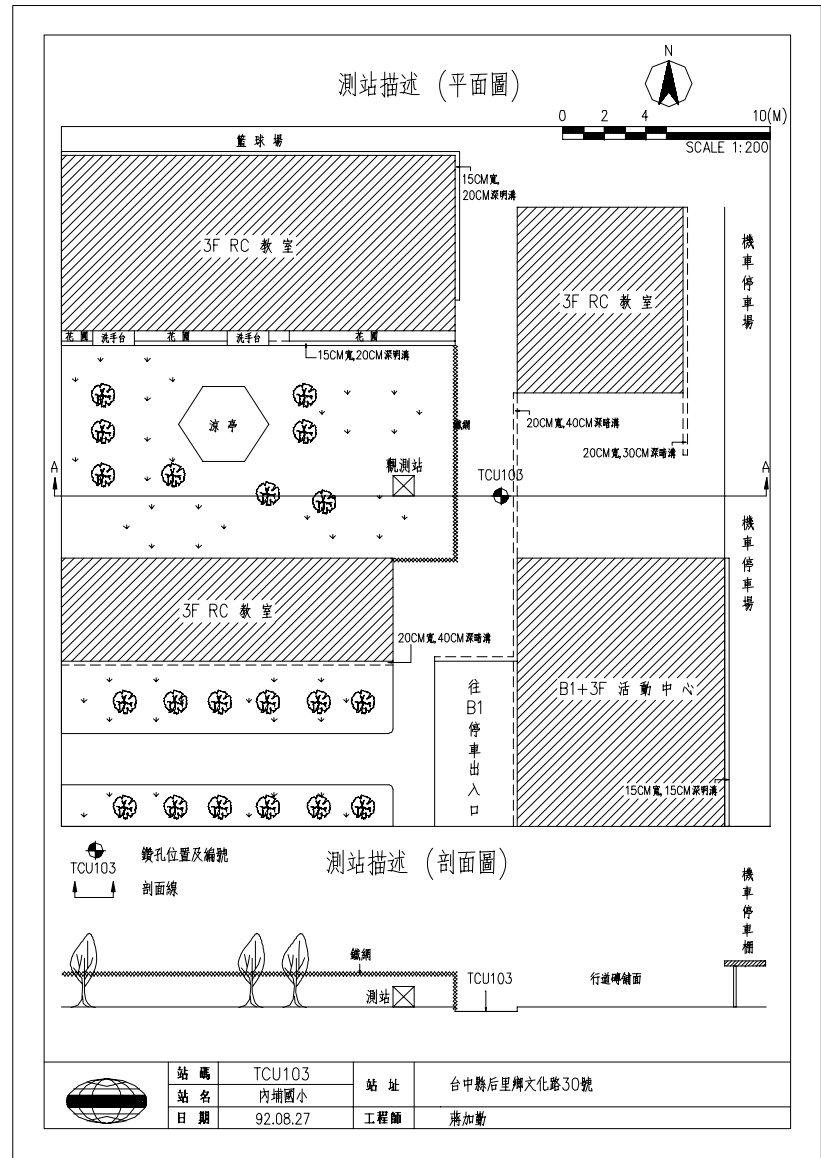 測站描述 (平面圖)
N
0 2 4 10(M)
SCALE 1:200
籃球場
15CM寬,
20CM深明溝
3F RC 教室
3F RC 教室
機車停車場
花圃 洗手台 花圃 洗手台 花圃
15CM寬,20CM深明溝
涼亭
鐵網
20CM寬,40CM深暗溝
20CM寬,30CM深暗溝
觀測站
TCU103
A
A
機車停車場
3F RC 教室
20CM寬,40CM深暗溝
往B1停車出入口
B1+3F 活動中心
15CM寬,15CM深明溝
TCU103
鑽孔位置及編號
剖面線
測站描述 (剖面圖)
機車停車棚
鐵網
測站
TCU103
行道磚鋪面
站碼 TCU103
站名 內埔國小
日期 92.08.27
站址 台中縣后里鄉文化路30號
工程師 蔣加勤